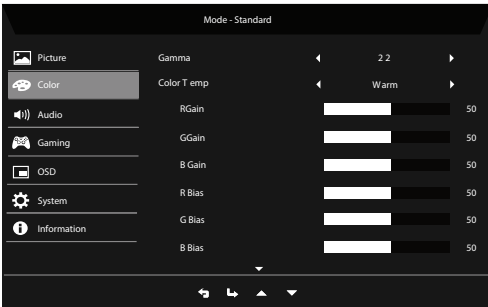 Mode - Standard
Picture
Gamma 2 2
Color
Color T emp Warm
RGain 50
Audio
GGain 50
Gaming
B Gain 50
OSD
R Bias 50
System
G Bias 50
Information
B Bias 50